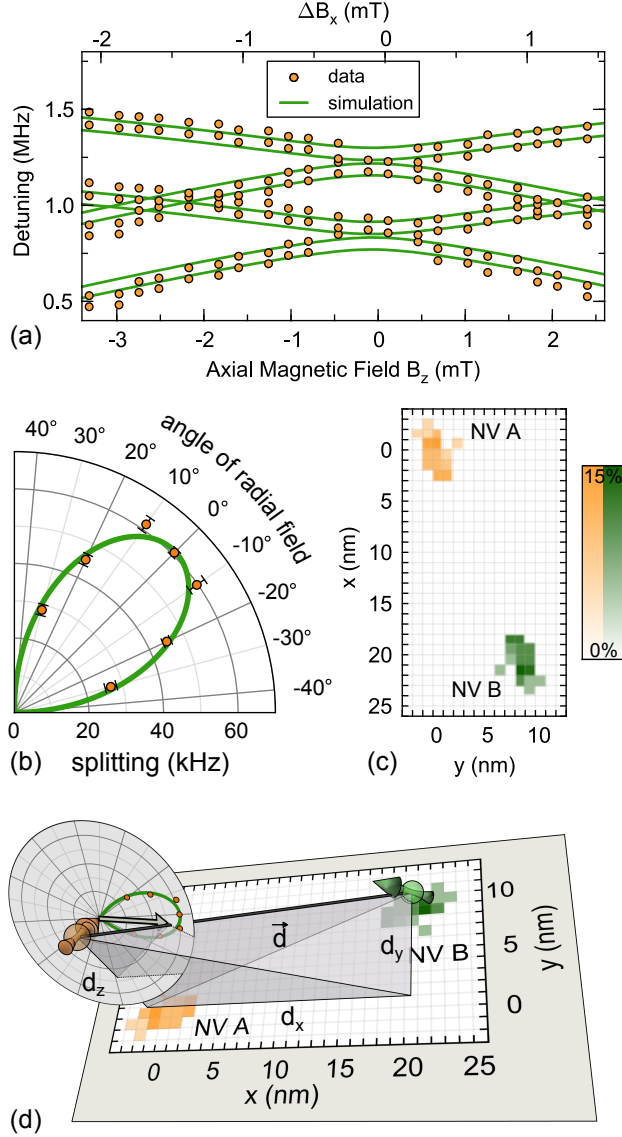 ΔBx (mT)
-2 -1 0 1
data
simulation
1.5
1.0
0.5
Detuning (MHz)
-3 -2 -1 0 1 2
(a)
Axial Magnetic Field Bz (mT)
angle of radial field
40° 30° 20° 10° 0° -10° -20° -30° -40°
0 20 40 60
(b) splitting (kHz)
NV A
0
5
10
15
20
25
x (nm)
NV B
0 5 10
(c) y (nm)
15%
0%
d
dz
dy
dx
NV A
NV B
10
5
0
y (nm)
0 5 10 15 20 25
x (nm)
(d)